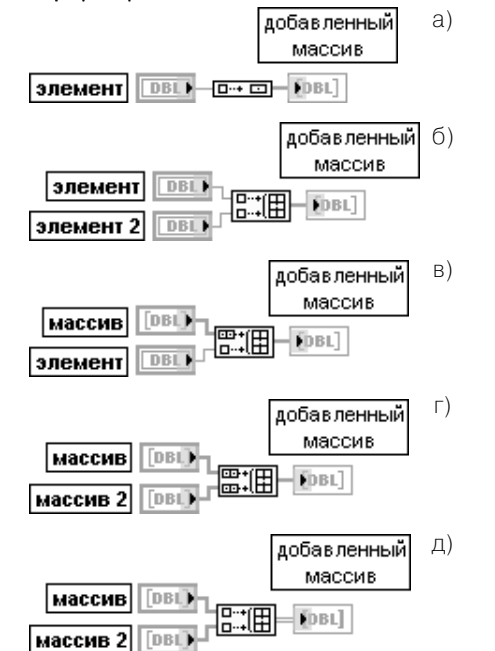 добавленный
массив
а)
элемент DBL [DBL]
добавленный
массив
б)
элемент DBL
элемент 2 DBL
[DBL]
добавленный
массив
в)
массив [DBL]
элемент DBL
[DBL]
добавленный
массив
г)
массив [DBL]
массив 2 [DBL]
[DBL]
добавленный
массив
д)
массив [DBL]
массив 2 [DBL]
[DBL]